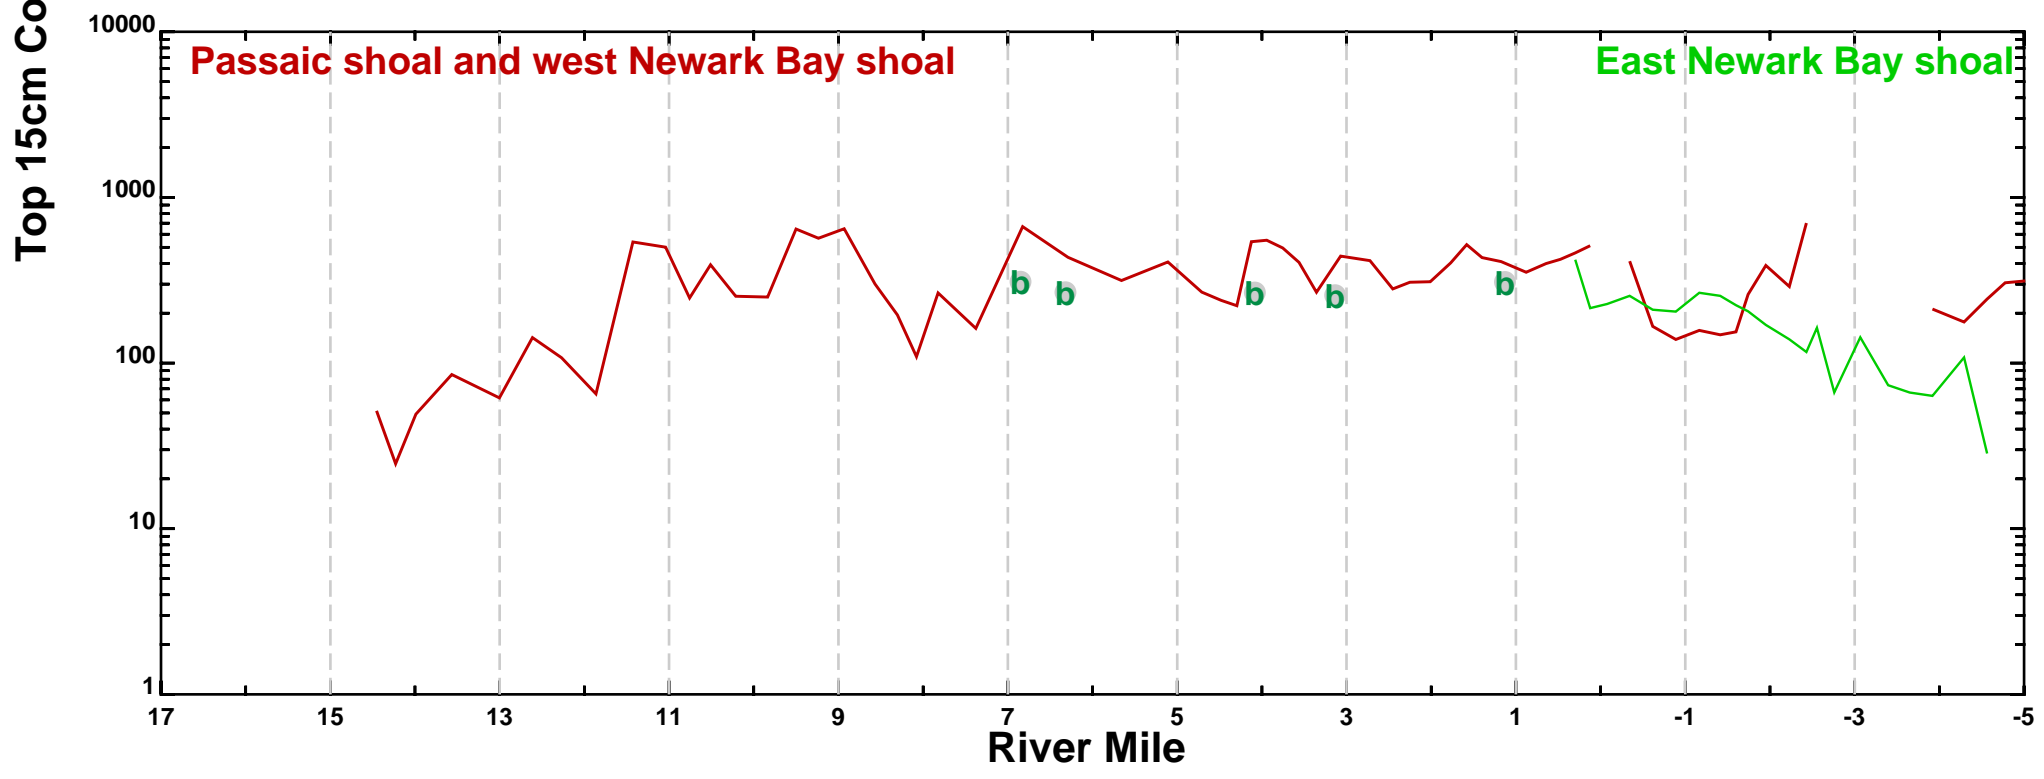 Top 15cm Co
10000
Passaic shoal and west Newark Bay shoal
East Newark Bay shoal
1000
b
b
b
b
b
100
10
1
17 15 13 11 9 7 5 3 1 -1 -3 -5
River Mile